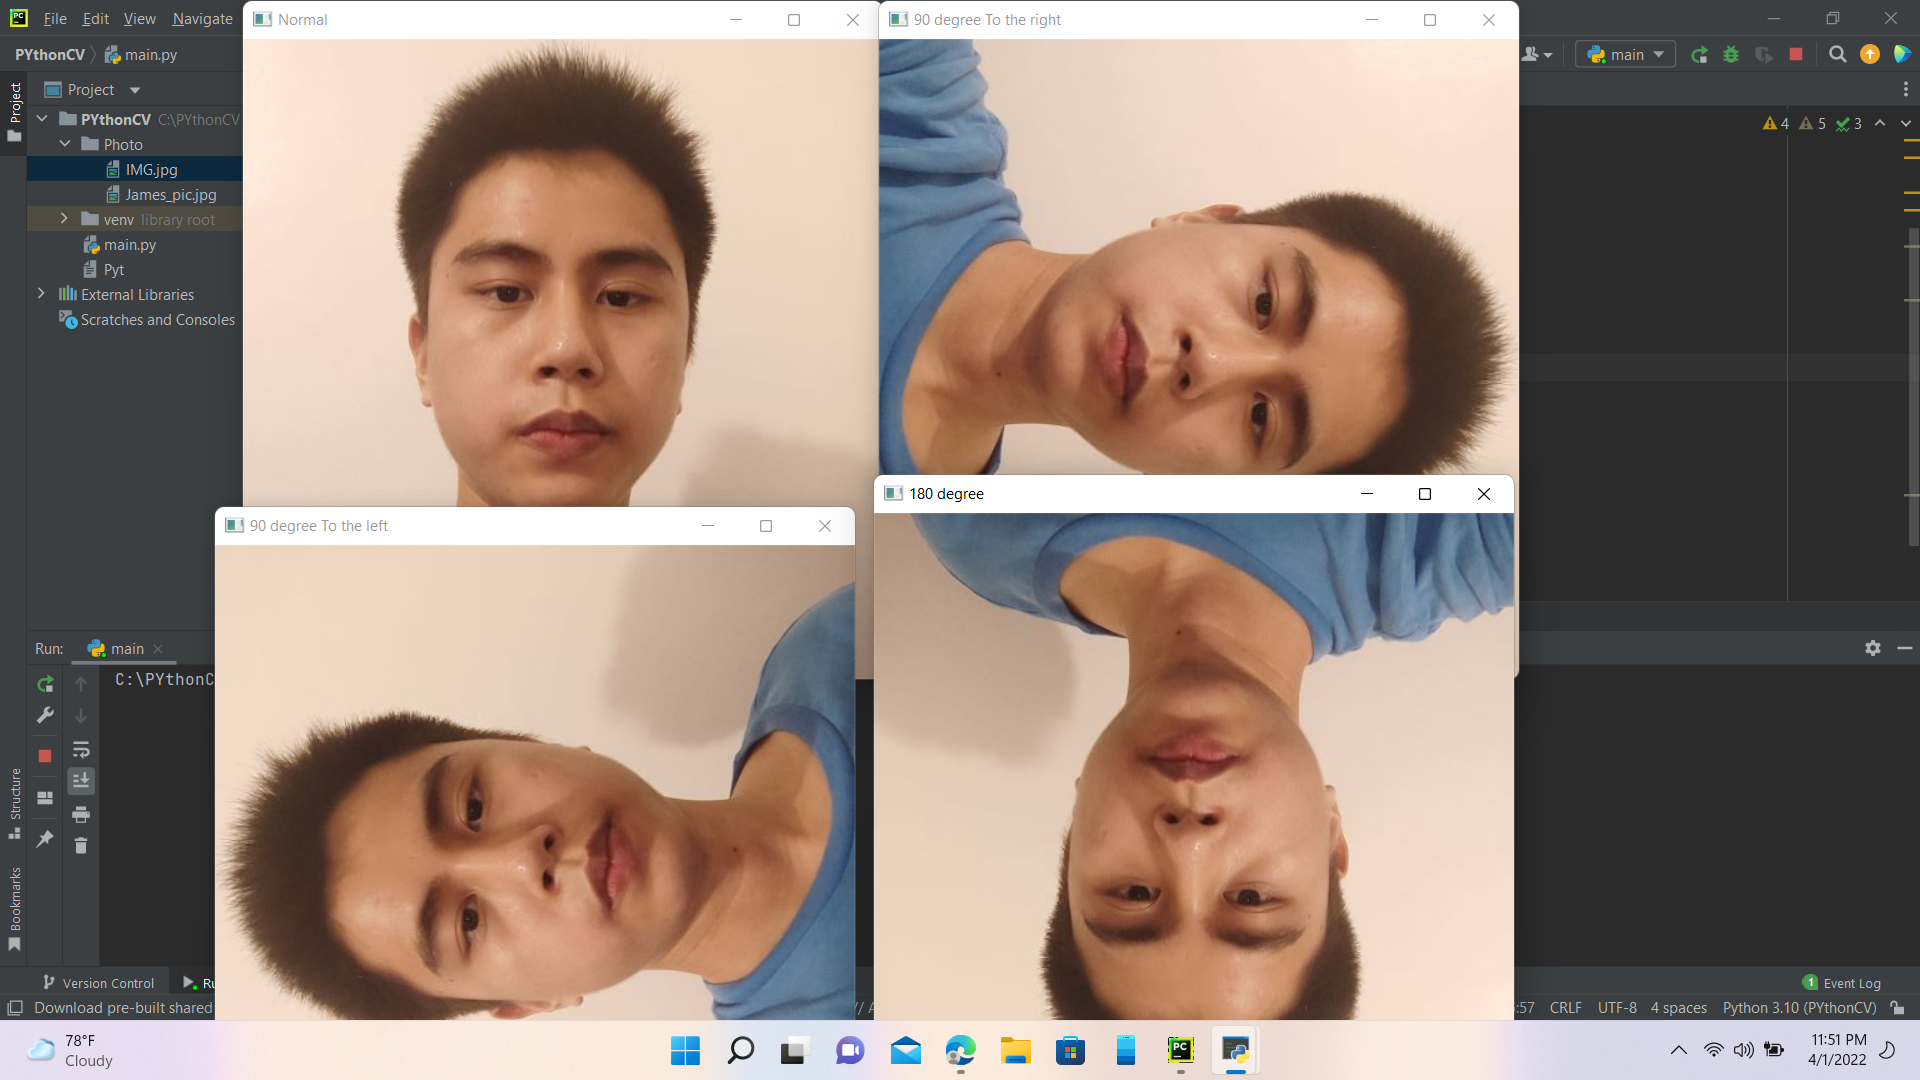 File Edit View Navigate
PYthonCV main.py
main
Project
Project
PYthonCV C:\PYthonCV
Photo
IMG.jpg
James_pic.jpg
venv library root
main.py
Pyt
External Libraries
Scratches and Consoles
Normal
90 degree To the right
4 5 3
90 degree To the left
180 degree
Run: main
C:\PYthonC
Structure
Bookmarks
Version Control Ru
1 Event Log
Download pre-built shared // A :57 CRLF UTF-8 4 spaces Python 3.10 (PYthonCV)
78°F
Cloudy
PC
11:51 PM
4/1/2022